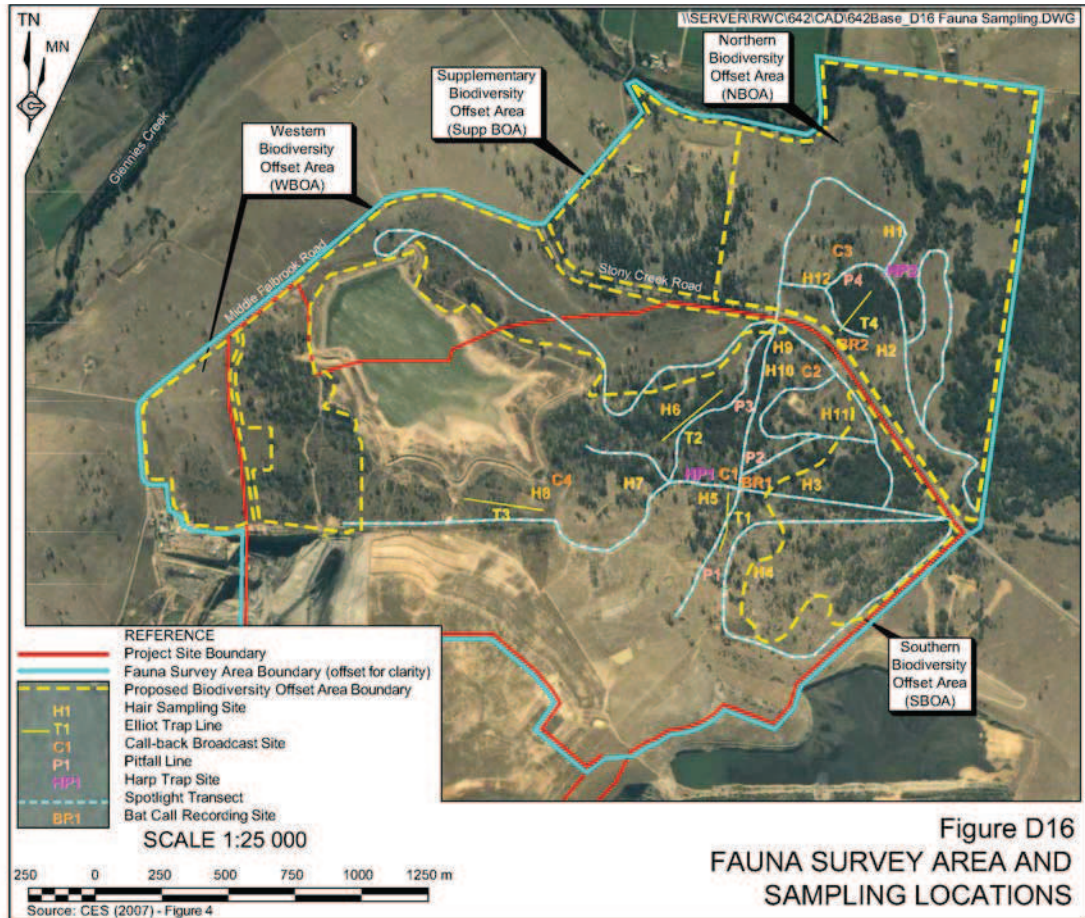 TN
MN
\\SERVER\RWC\642\CAD\642Base_D16 Fauna Sampling.DWG
Northern
Biodiversity
Offset Area
(NBOA)
Supplementary
Biodiversity
Offset Area
(Supp BOA)
Western
Biodiversity
Offset Area
(WBOA)
Glennies Creek
Middle Falbrook Road
Stony Creek Road
H1
C3
HP2
H12
P4
T4
BR2
H2
H9
H10
C2
H6
P3
H11
T2
P2
HP1
C1
BR1
H3
H7
H5
C4
H8
T3
T1
P1
H4
Southern
Biodiversity
Offset Area
(SBOA)
REFERENCE
Project Site Boundary
Fauna Survey Area Boundary (offset for clarity)
Proposed Biodiversity Offset Area Boundary
H1 Hair Sampling Site
T1 Elliot Trap Line
C1 Call-back Broadcast Site
P1 Pitfall Line
HP1 Harp Trap Site
Spotlight Transect
BR1 Bat Call Recording Site
SCALE 1:25 000
250 0 250 500 750 1000 1250 m
Source: CES (2007) - Figure 4
Figure D16
FAUNA SURVEY AREA AND
SAMPLING LOCATIONS